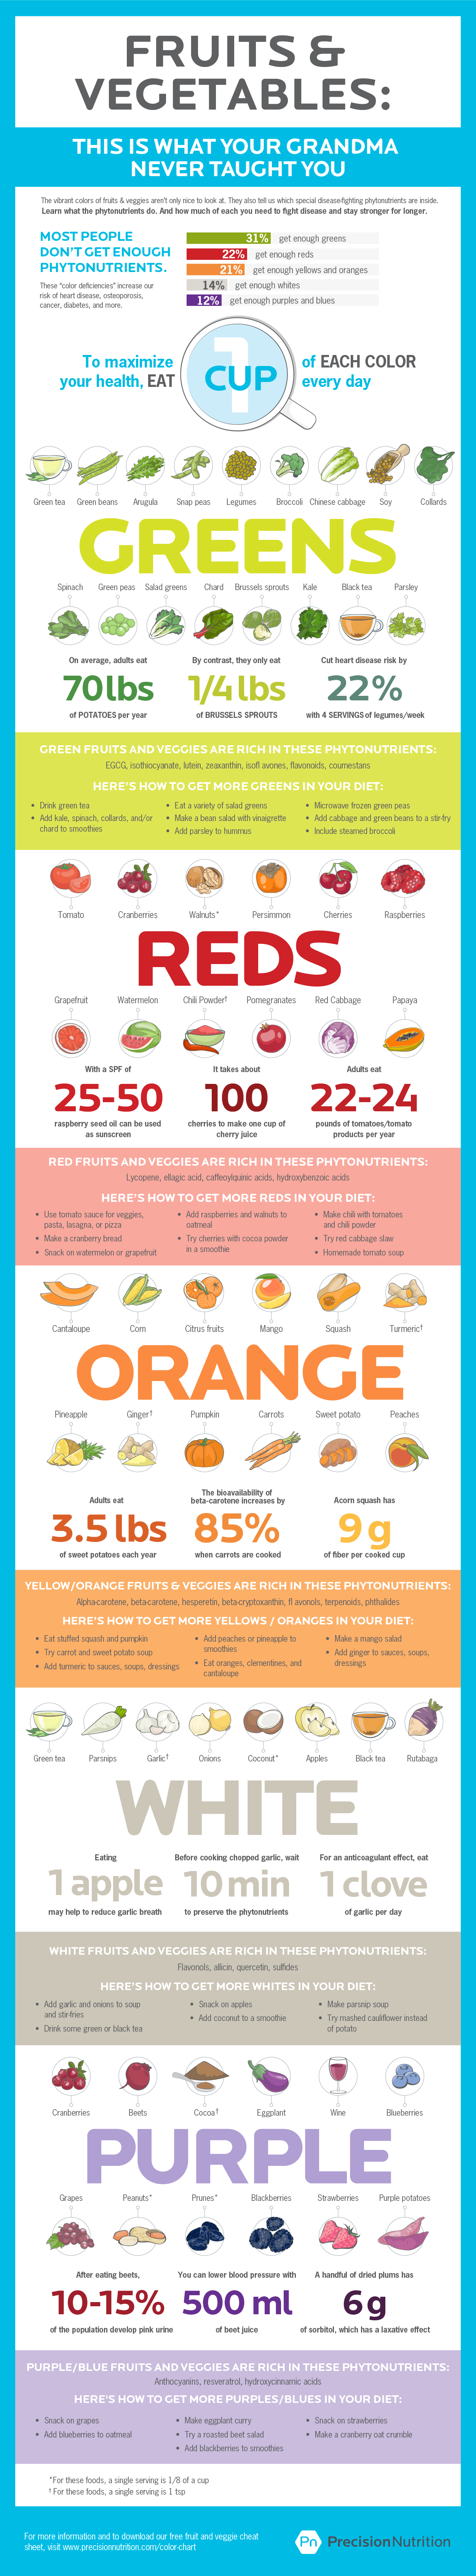 FRUITS &
VEGETABLES:
THIS IS WHAT YOUR GRANDMA
NEVER TAUGHT YOU
The vibrant colors of fruits & veggies aren't only nice to look at. They also tell us which special disease-fighting phytonutrients are inside.
Learn what the phytonutrients do. And how much of each you need to fight disease and stay stronger for longer.
MOST PEOPLE
DON'T GET ENOUGH
PHYTONUTRIENTS.
These "color deficiencies" increase our
risk of heart disease, osteoporosis,
cancer, diabetes, and more.
31% get enough greens
22% get enough reds
21% get enough yellows and oranges
14% get enough whites
12% get enough purples and blues
To maximize
your health, EAT
1
CUP
of EACH COLOR
every day
Green tea Green beans Arugula Snap peas Legumes Broccoli Chinese cabbage Soy Collards
GREENS
Spinach Green peas Salad greens Chard Brussels sprouts Kale Black tea Parsley
On average, adults eat
70lbs
of POTATOES per year
By contrast, they only eat
1/4 lbs
of BRUSSELS SPROUTS
Cut heart disease risk by
22%
with 4 SERVINGS of legumes/week
GREEN FRUITS AND VEGGIES ARE RICH IN THESE PHYTONUTRIENTS:
EGCG, isothiocyanate, lutein, zeaxanthin, isofl avones, flavonoids, coumestans
HERE'S HOW TO GET MORE GREENS IN YOUR DIET:
• Drink green tea
• Add kale, spinach, collards, and/or
chard to smoothies
• Eat a variety of salad greens
• Make a bean salad with vinaigrette
• Add parsley to hummus
• Microwave frozen green peas
• Add cabbage and green beans to a stir-fry
• Include steamed broccoli
Tomato Cranberries Walnuts* Persimmon Cherries Raspberries
REDS
Grapefruit Watermelon Chili Powder† Pomegranates Red Cabbage Papaya
With a SPF of
25-50
raspberry seed oil can be used
as sunscreen
It takes about
100
cherries to make one cup of
cherry juice
Adults eat
22-24
pounds of tomatoes/tomato
products per year
RED FRUITS AND VEGGIES ARE RICH IN THESE PHYTONUTRIENTS:
Lycopene, ellagic acid, caffeoylquinic acids, hydroxybenzoic acids
HERE'S HOW TO GET MORE REDS IN YOUR DIET:
• Use tomato sauce for veggies,
pasta, lasagna, or pizza
• Make a cranberry bread
• Snack on watermelon or grapefruit
• Add raspberries and walnuts to
oatmeal
• Try cherries with cocoa powder
in a smoothie
• Make chili with tomatoes
and chili powder
• Try red cabbage slaw
• Homemade tomato soup
Cantaloupe Corn Citrus fruits Mango Squash Turmeric†
ORANGE
Pineapple Ginger† Pumpkin Carrots Sweet potato Peaches
Adults eat
3.5 lbs
of sweet potatoes each year
The bioavailability of
beta-carotene increases by
85%
when carrots are cooked
Acorn squash has
9 g
of fiber per cooked cup
YELLOW/ORANGE FRUITS & VEGGIES ARE RICH IN THESE PHYTONUTRIENTS:
Alpha-carotene, beta-carotene, hesperetin, beta-cryptoxanthin, fl avonols, terpenoids, phthalides
HERE'S HOW TO GET MORE YELLOWS / ORANGES IN YOUR DIET:
• Eat stuffed squash and pumpkin
• Try carrot and sweet potato soup
• Add turmeric to sauces, soups, dressings
• Add peaches or pineapple to
smoothies
• Eat oranges, clementines, and
cantaloupe
• Make a mango salad
• Add ginger to sauces, soups,
dressings
Green tea Parsnips Garlic† Onions Coconut* Apples Black tea Rutabaga
WHITE
Eating
1 apple
may help to reduce garlic breath
Before cooking chopped garlic, wait
10 min
to preserve the phytonutrients
For an anticoagulant effect, eat
1 clove
of garlic per day
WHITE FRUITS AND VEGGIES ARE RICH IN THESE PHYTONUTRIENTS:
Flavonols, allicin, quercetin, sulfides
HERE'S HOW TO GET MORE WHITES IN YOUR DIET:
• Add garlic and onions to soup
and stir-fries
• Drink some green or black tea
• Snack on apples
• Add coconut to a smoothie
• Make parsnip soup
• Try mashed cauliflower instead
of potato
Cranberries Beets Cocoa† Eggplant Wine Blueberries
PURPLE
Grapes Peanuts* Prunes* Blackberries Strawberries Purple potatoes
After eating beets,
10-15%
of the population develop pink urine
You can lower blood pressure with
500 ml
of beet juice
A handful of dried plums has
6 g
of sorbitol, which has a laxative effect
PURPLE/BLUE FRUITS AND VEGGIES ARE RICH IN THESE PHYTONUTRIENTS:
Anthocyanins, resveratrol, hydroxycinnamic acids
HERE'S HOW TO GET MORE PURPLES/BLUES IN YOUR DIET:
• Snack on grapes
• Add blueberries to oatmeal
• Make eggplant curry
• Try a roasted beet salad
• Add blackberries to smoothies
• Snack on strawberries
• Make a cranberry oat crumble
*For these foods, a single serving is 1/8 of a cup
† For these foods, a single serving is 1 tsp
For more information and to download our free fruit and veggie cheat
sheet, visit www.precisionnutrition.com/color-chart
Pn PrecisionNutrition